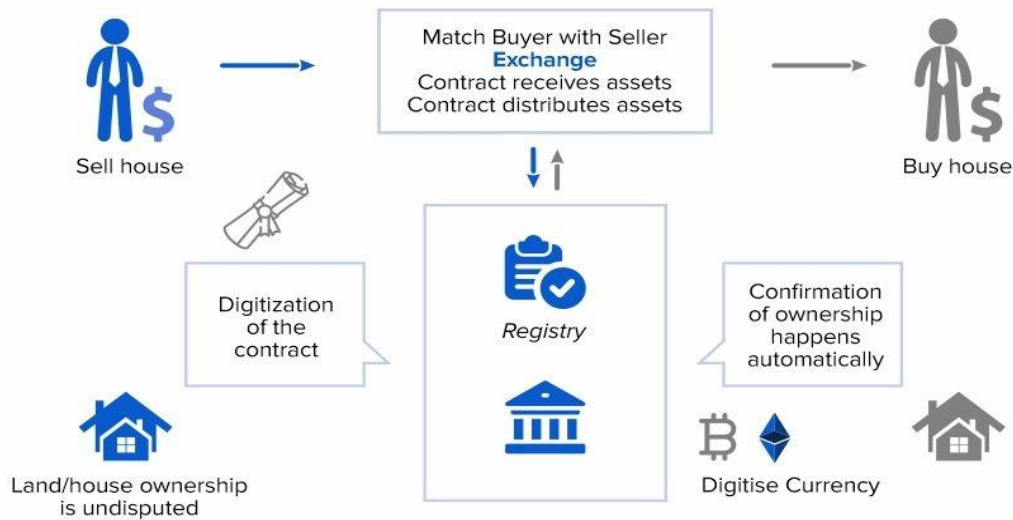 Match Buyer with Seller
Exchange
Contract receives assets
Contract distributes assets
Sell house
Buy house
Digitization
of the
contract
Registry
Confirmation
of ownership
happens
automatically
Land/house ownership
is undisputed
Digitise Currency